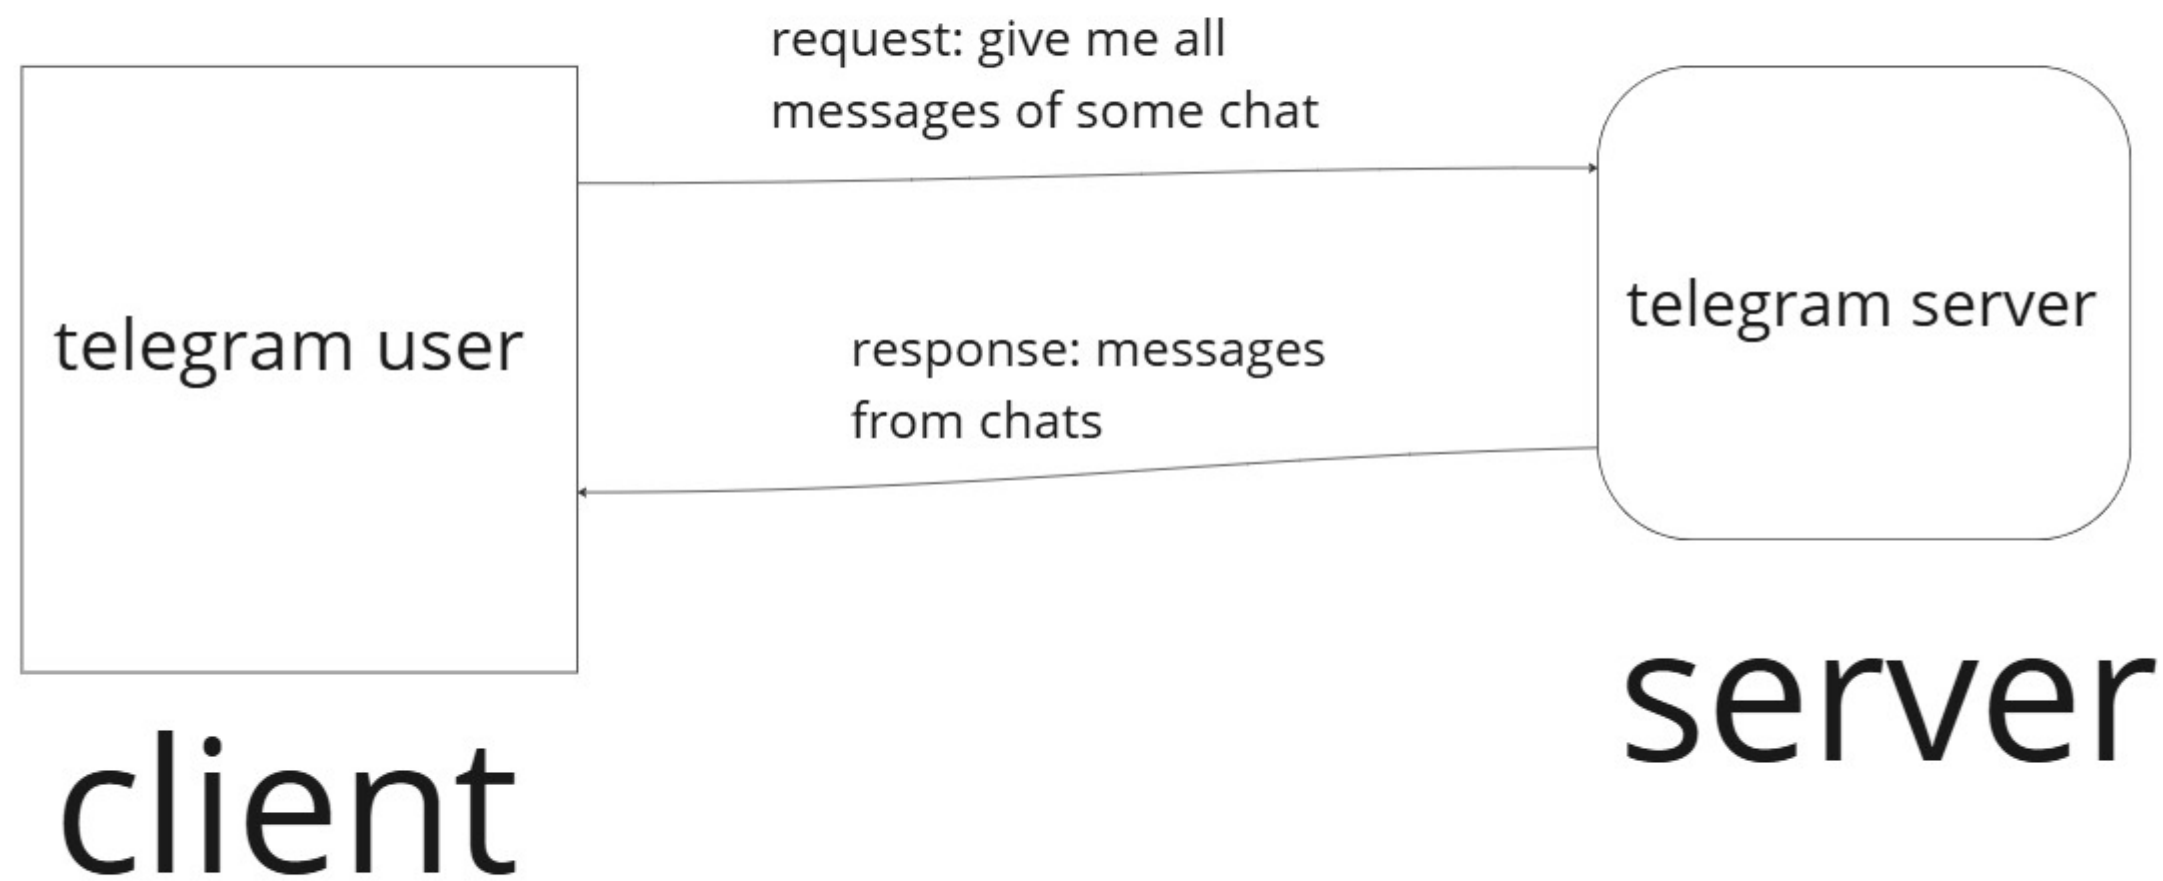 request: give me all
messages of some chat
telegram user
telegram server
response: messages
from chats
client
server